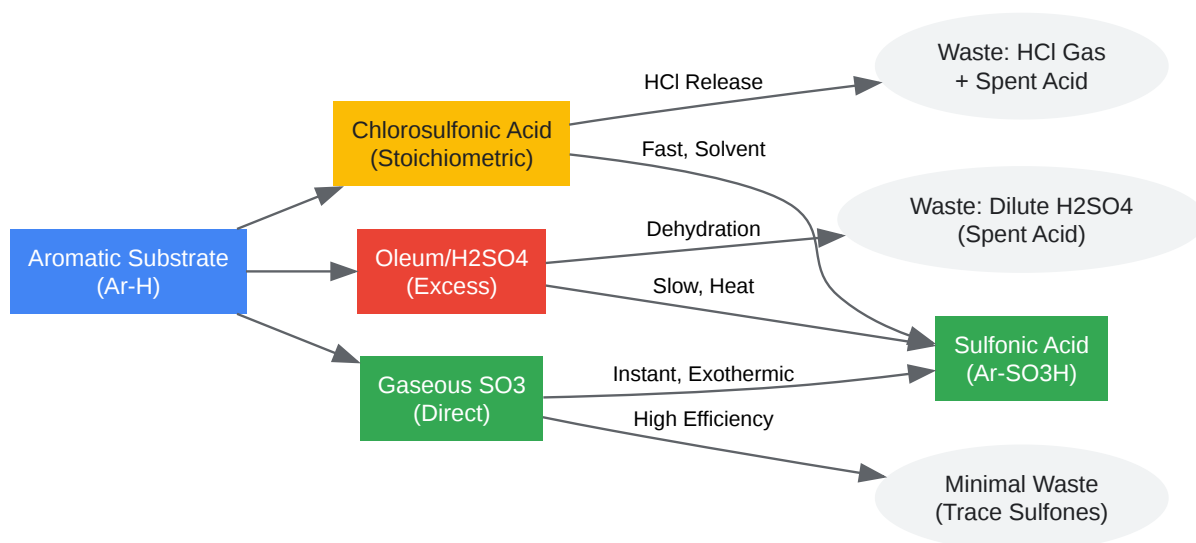 Waste: HCl Gas
+ Spent Acid
HCl Release
Chlorosulfonic Acid
(Stoichiometric)
Fast, Solvent
Waste: Dilute H2SO4
(Spent Acid)
Dehydration
Aromatic Substrate
(Ar-H)
Oleum/H2SO4
(Excess)
Slow, Heat
Sulfonic Acid
(Ar-SO3H)
Gaseous SO3
(Direct)
Instant, Exothermic
High Efficiency
Minimal Waste
(Trace Sulfones)